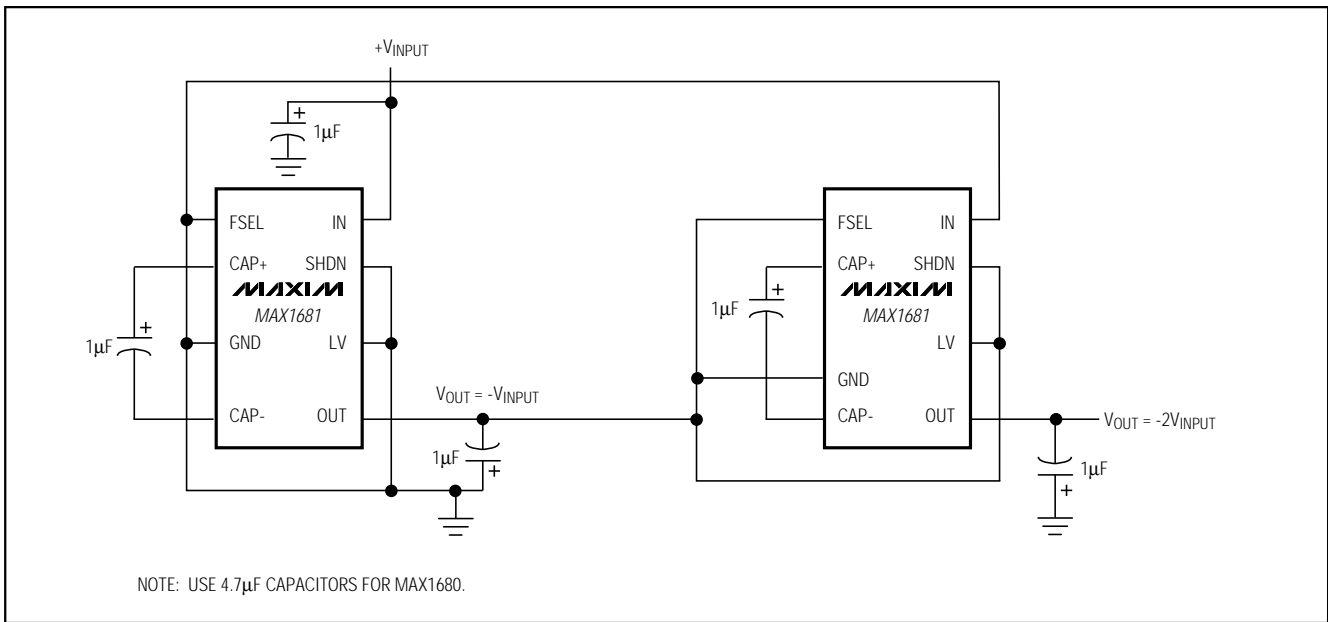 +VINPUT
+
1μF
FSEL IN
CAP+ SHDN
MAXIM
MAX1681
GND LV
CAP- OUT
+
1μF
VOUT = -VINPUT
1μF
+
FSEL IN
CAP+ SHDN
MAXIM
MAX1681
LV
GND
CAP- OUT
+
1μF
VOUT = -2VINPUT
1μF
+
NOTE: USE 4.7μF CAPACITORS FOR MAX1680.